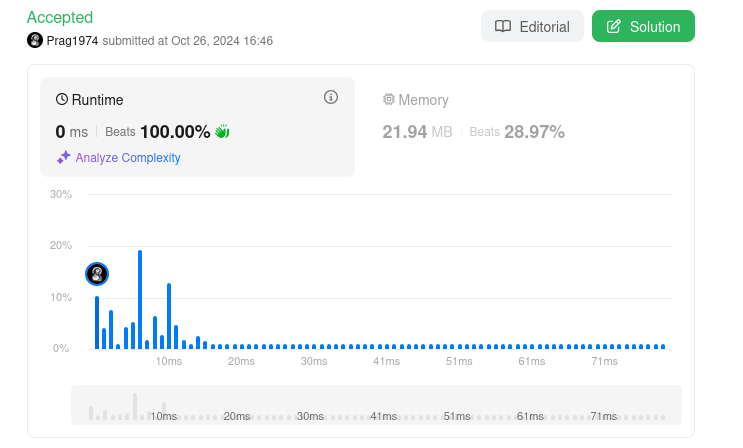 Accepted
Editorial
Solution
Prag1974 submitted at Oct 26, 2024 16:46
Runtime
Memory
0 ms Beats 100.00%
21.94 MB Beats 28.97%
Analyze Complexity
30%
20%
10%
0%
10ms 20ms 30ms 41ms 51ms 61ms 71ms
10ms 20ms 30ms 41ms 51ms 61ms 71ms